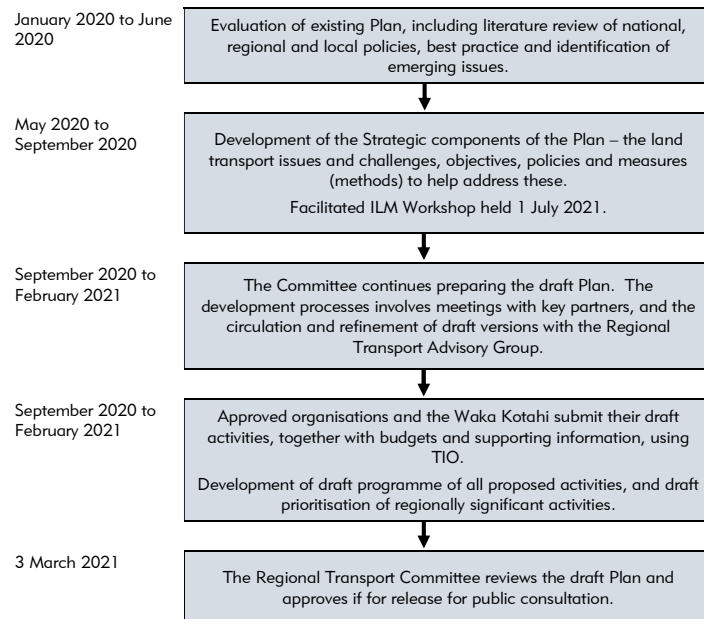 January 2020 to June
2020
Evaluation of existing Plan, including literature review of national,
regional and local policies, best practice and identification of
emerging issues.
May 2020 to
September 2020
Development of the Strategic components of the Plan – the land
transport issues and challenges, objectives, policies and measures
(methods) to help address these.
Facilitated ILM Workshop held 1 July 2021.
September 2020 to
February 2021
The Committee continues preparing the draft Plan. The
development processes involves meetings with key partners, and the
circulation and refinement of draft versions with the Regional
Transport Advisory Group.
September 2020 to
February 2021
Approved organisations and the Waka Kotahi submit their draft
activities, together with budgets and supporting information, using
TIO.
Development of draft programme of all proposed activities, and draft
prioritisation of regionally significant activities.
3 March 2021
The Regional Transport Committee reviews the draft Plan and
approves if for release for public consultation.